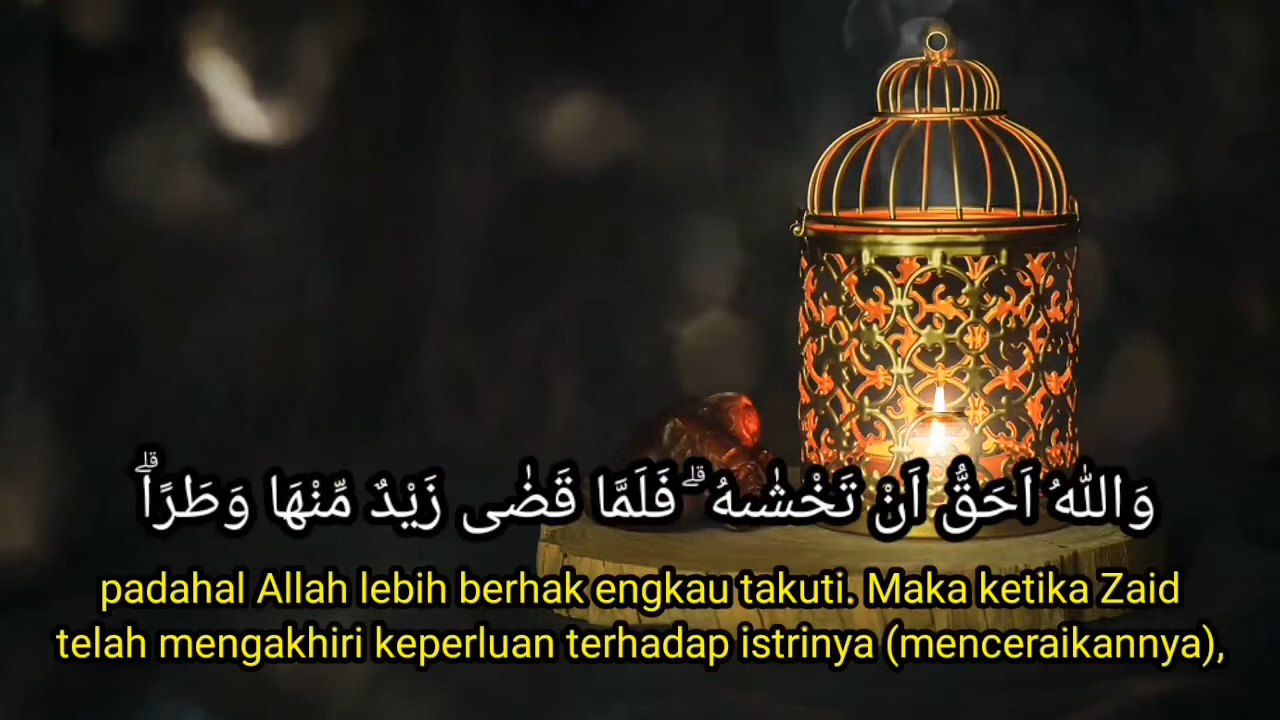 وَاللّٰهُ اَحَقُّ اَنْ تَخْشٰىهُ ۗ فَلَمَّا قَضٰى زَيْدٌ مِّنْهَا وَطَرًاۗ
padahal Allah lebih berhak engkau takuti. Maka ketika Zaid
telah mengakhiri keperluan terhadap istrinya (menceraikannya),